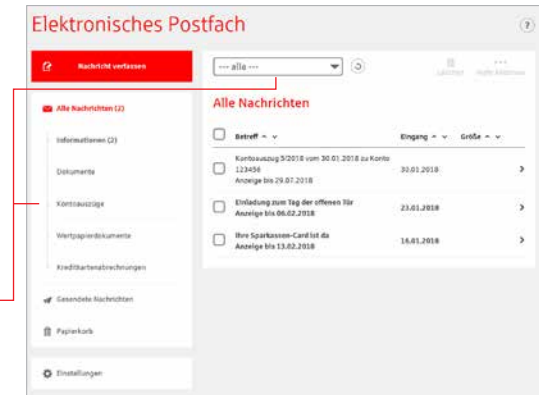 Elektronisches Postfach
?
Nachricht verfassen
--- alle ---
Löschen
Alle Nachrichten (2)
Informationen (2)
Dokumente
Kontoauszüge
Wertpapierdokumente
Kreditkartenabrechnungen
Gesendete Nachrichten
Papierkorb
Einstellungen
Alle Nachrichten
Betreff Eingang Größe
Kontoauszug 5/2018 vom 30.01.2018 zu Konto
123456 30.01.2018
Anzeige bis 29.07.2018
Einladung zum Tag der offenen Tür 23.01.2018
Anzeige bis 06.02.2018
Ihre Sparkassen-Card ist da 16.01.2018
Anzeige bis 13.02.2018